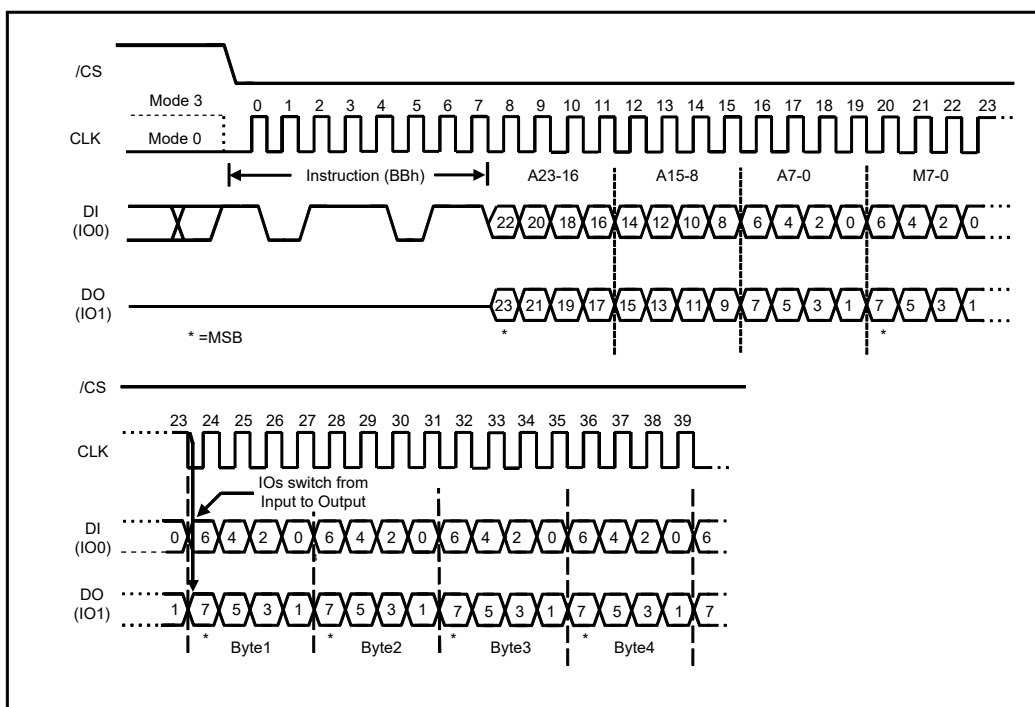 /CS
Mode 3
0 1 2 3 4 5 6 7 8 9 10 11 12 13 14 15 16 17 18 19 20 21 22 23
CLK
Mode 0
Instruction (BBh) A23-16 A15-8 A7-0 M7-0
DI
(IO0)
22 20 18 16 14 12 10 8 6 4 2 0 6 4 2 0
DO
(IO1)
23 21 19 17 15 13 11 9 7 5 3 1 7 5 3 1
* =MSB * *
/CS
23 24 25 26 27 28 29 30 31 32 33 34 35 36 37 38 39
CLK
IOs switch from
Input to Output
DI
(IO0)
0 6 4 2 0 6 4 2 0 6 4 2 0 6 4 2 0 6
DO
(IO1)
1 7 5 3 1 7 5 3 1 7 5 3 1 7 5 3 1 7
* Byte1 * Byte2 * Byte3 * Byte4